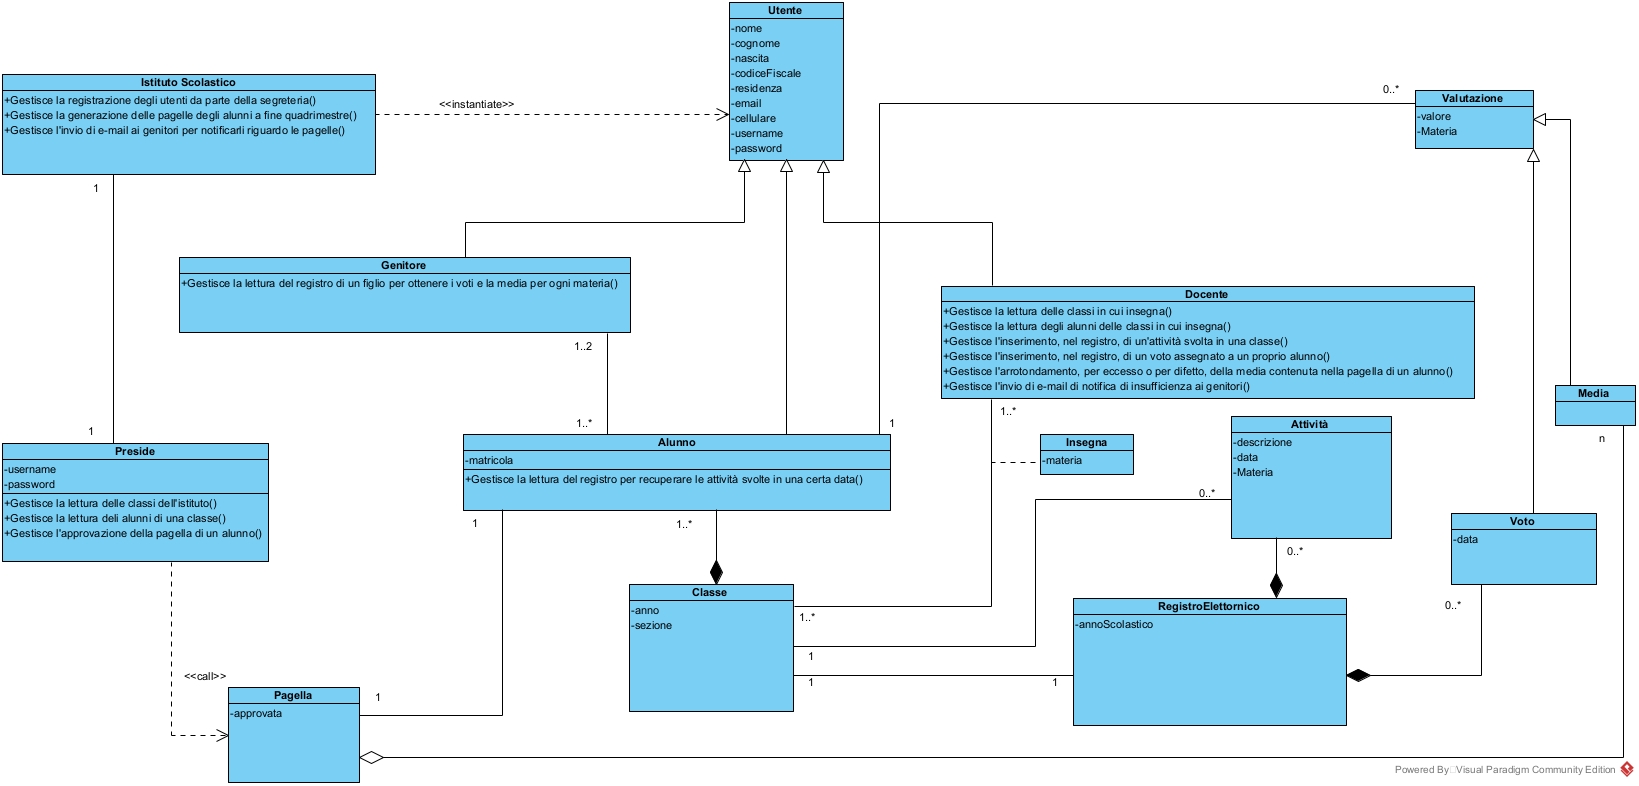 Utente
-nome
-cognome
-nascita
-codiceFiscale
-residenza
-email
-cellulare
-username
-password
Istituto Scolastico
+Gestisce la registrazione degli utenti da parte della segreteria()
+Gestisce la generazione delle pagelle degli alunni a fine quadrimestre()
+Gestisce l'invio di e-mail ai genitori per notificarli riguardo le pagelle()
<<instantiate>>
0..*
Valutazione
-valore
-Materia
1
Genitore
+Gestisce la lettura del registro di un figlio per ottenere i voti e la media per ogni materia()
1..2
Docente
+Gestisce la lettura delle classi in cui insegna()
+Gestisce la lettura degli alunni delle classi in cui insegna()
+Gestisce l'inserimento, nel registro, di un'attività svolta in una classe()
+Gestisce l'inserimento, nel registro, di un voto assegnato a un proprio alunno()
+Gestisce l'arrotondamento, per eccesso o per difetto, della media contenuta nella pagella di un alunno()
+Gestisce l'invio di e-mail di notifica di insufficienza ai genitori()
1..*
Media
n
1
Preside
-username
-password
+Gestisce la lettura delle classi dell'istituto()
+Gestisce la lettura deli alunni di una classe()
+Gestisce l'approvazione della pagella di un alunno()
1..*
1
Alunno
-matricola
+Gestisce la lettura del registro per recuperare le attività svolte in una certa data()
1
1..*
Insegna
-materia
Attività
-descrizione
-data
-Materia
0..*
0..*
Voto
-data
0..*
Classe
-anno
-sezione
1..*
1
1
1
RegistroElettornico
-annoScolastico
<<call>>
Pagella
-approvata
1
Powered By Visual Paradigm Community Edition